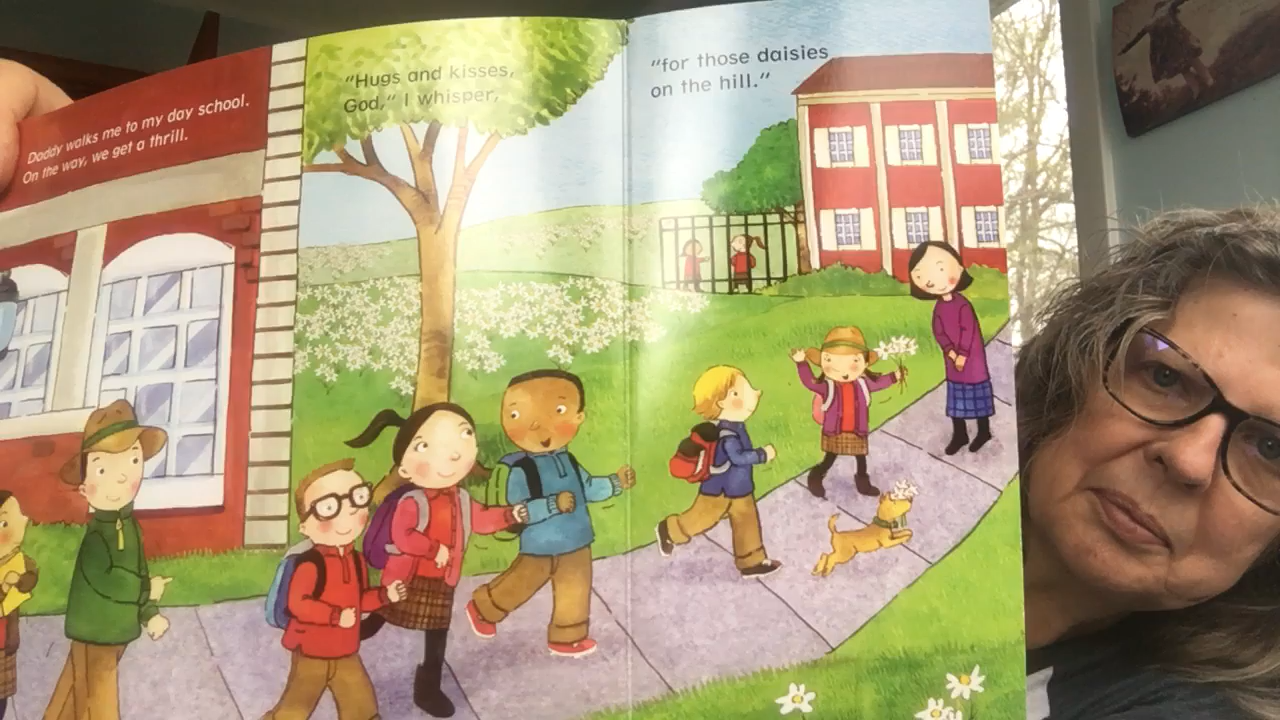 Daddy walks me to my day school.
On the way, we get a thrill.
"Hugs and kisses,
God," I whisper,
"for those daisies
on the hill."